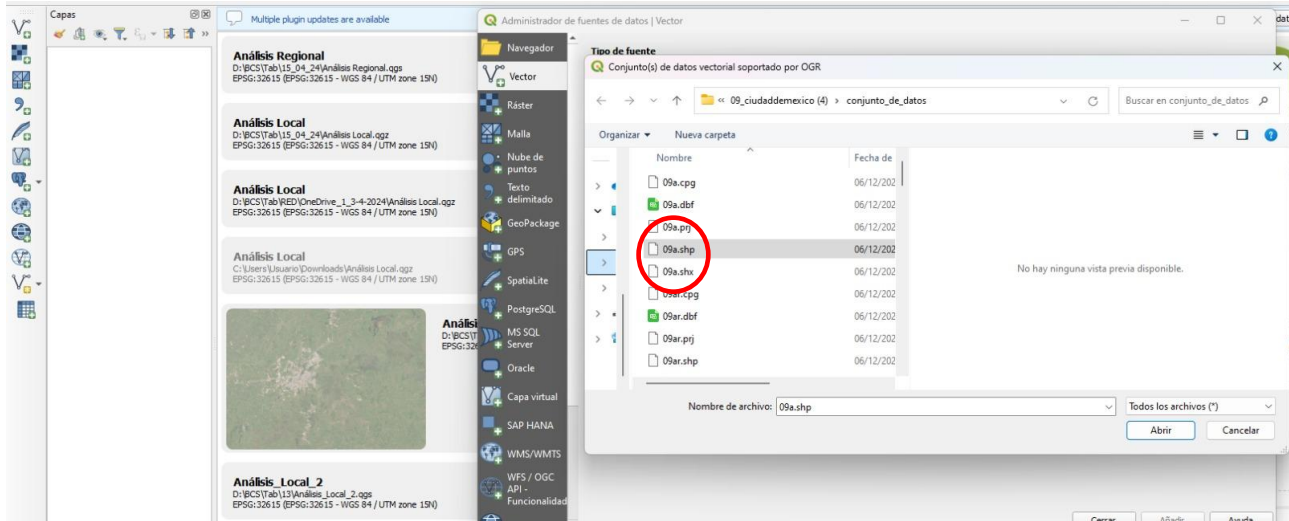 Capas
Multiple plugin updates are available
Análisis Regional
D:\BCS\Tab\15_04_24\Análisis Regional.qgs
EPSG:32615 (EPSG:32615 - WGS 84 / UTM zone 15N)
Análisis Local
D:\BCS\Tab\15_04_24\Análisis Local.qgz
EPSG:32615 (EPSG:32615 - WGS 84 / UTM zone 15N)
Análisis Local
D:\BCS\Tab\RED\OneDrive_1_3-4-2024\Análisis Local.qgz
EPSG:32615 (EPSG:32615 - WGS 84 / UTM zone 15N)
Análisis Local
C:\Users\Usuario\Downloads\Análisis Local.qgz
EPSG:32615 (EPSG:32615 - WGS 84 / UTM zone 15N)
Anális
D:\BCS\T
EPSG:326
Análisis_Local_2
D:\BCS\Tab\13\Análisis_Local_2.qgs
EPSG:32615 (EPSG:32615 - WGS 84 / UTM zone 15N)
Administrador de fuentes de datos | Vector
Navegador
Vector
Ráster
Malla
Nube de
puntos
Texto
delimitado
GeoPackage
GPS
SpatiaLite
PostgreSQL
MS SQL
Server
Oracle
Capa virtual
SAP HANA
WMS/WMTS
WFS / OGC
API -
Funcionalidad
Tipo de fuente
dat
Conjunto(s) de datos vectorial soportado por OGR
« 09_ciudaddemexico (4) › conjunto_de_datos
Buscar en conjunto_de_datos
Organizar
Nueva carpeta
Nombre Fecha de
09a.cpg 06/12/202
09a.dbf 06/12/202
09a.prj 06/12/202
09a.shp 06/12/202
09a.shx 06/12/202
09ar.cpg 06/12/202
09ar.dbf 06/12/202
09ar.prj 06/12/202
09ar.shp 06/12/202
No hay ninguna vista previa disponible.
Nombre de archivo: 09a.shp
Todos los archivos (*)
Abrir Cancelar
Cerrar Añadir Ayuda